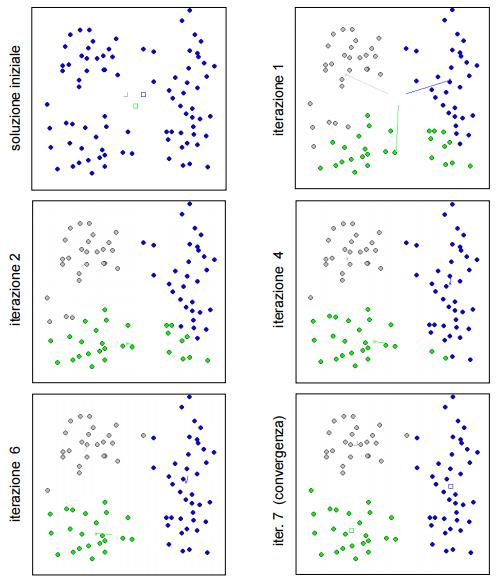 soluzione iniziale
iterazione 1
iterazione 2
iterazione 4
iterazione 6
iter. 7 (convergenza)